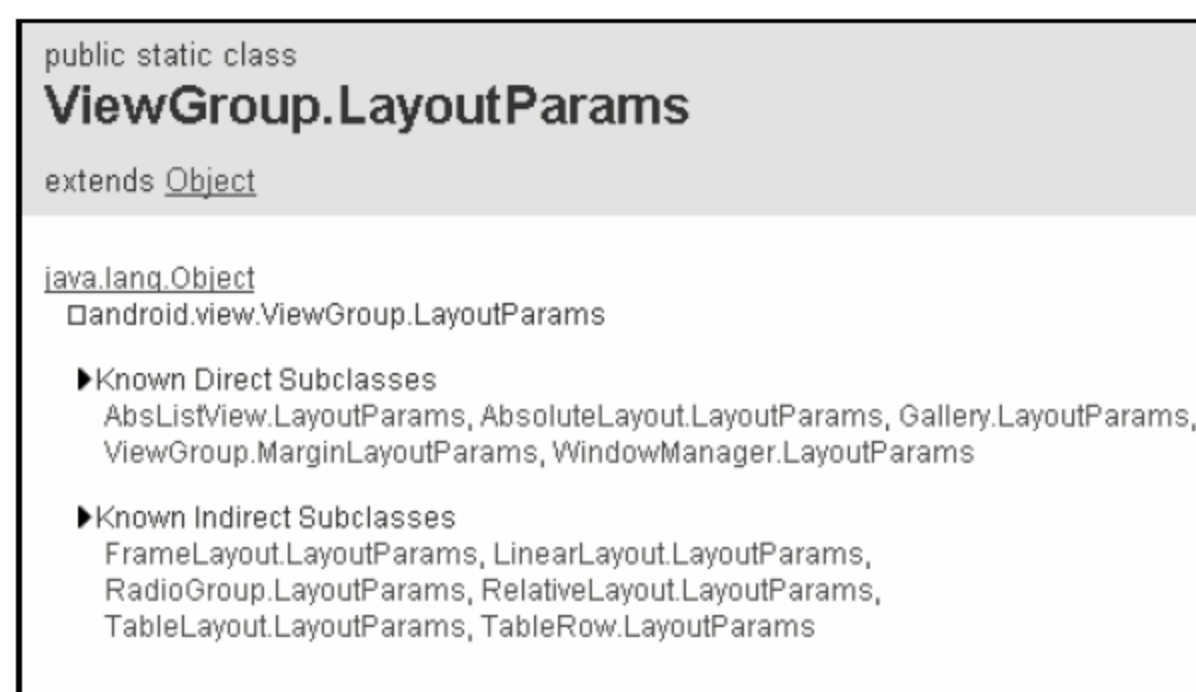 public static class
ViewGroup.LayoutParams
extends Object
java.lang.Object
android.view.ViewGroup.LayoutParams
Known Direct Subclasses
AbsListView.LayoutParams, AbsoluteLayout.LayoutParams, Gallery.LayoutParams,
ViewGroup.MarginLayoutParams, WindowManager.LayoutParams
Known Indirect Subclasses
FrameLayout.LayoutParams, LinearLayout.LayoutParams,
RadioGroup.LayoutParams, RelativeLayout.LayoutParams,
TableLayout.LayoutParams, TableRow.LayoutParams